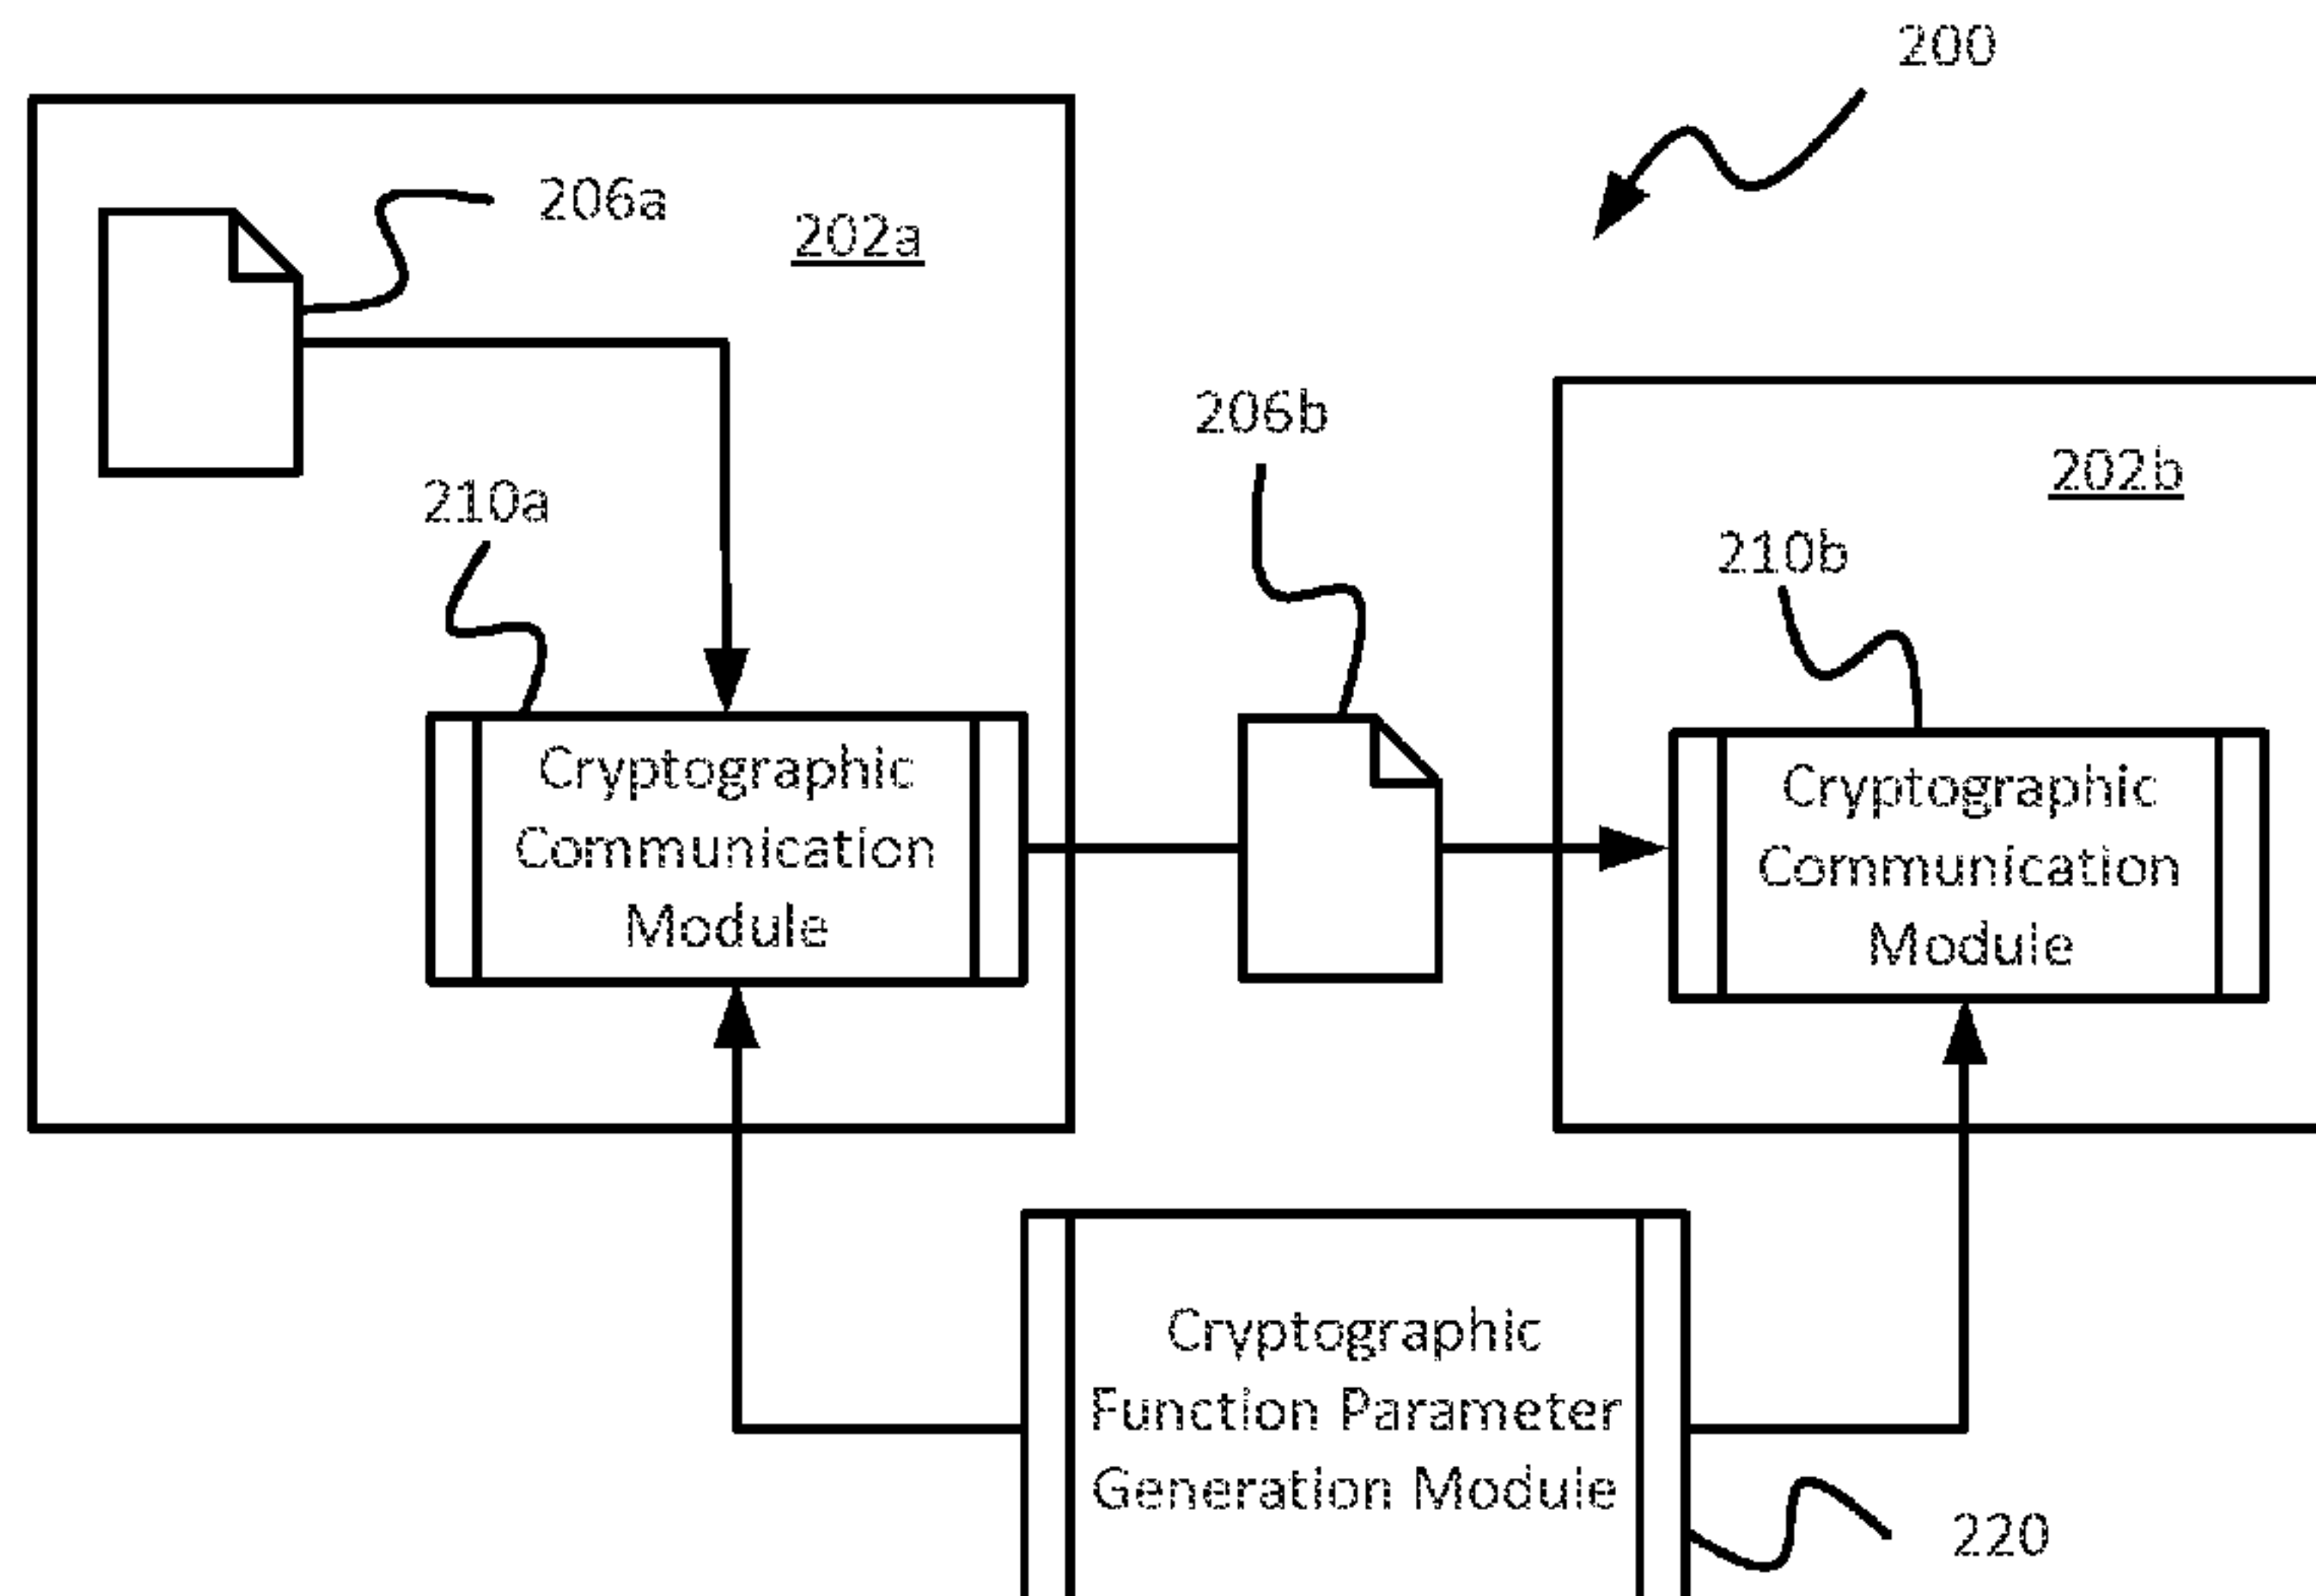 200
206a
202a
206b
202b
210a
210b
Cryptographic
Communication
Module
Cryptographic
Communication
Module
Cryptographic
Function Parameter
Generation Module
220